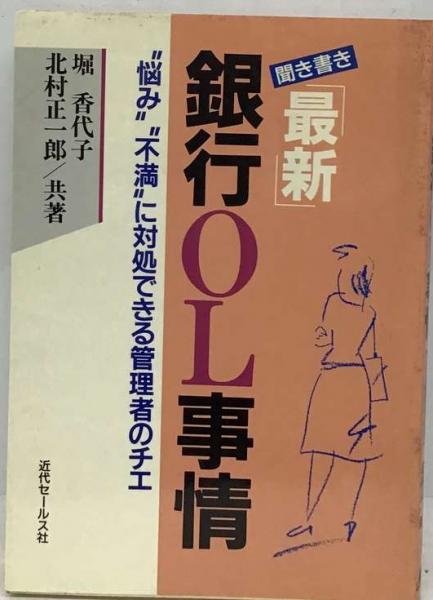 聞き書き
「最新」
銀行OL事情
“悩み”“不満”に対処できる管理者のチエ
堀 香代子
北村正一郎／共著
近代セールス社